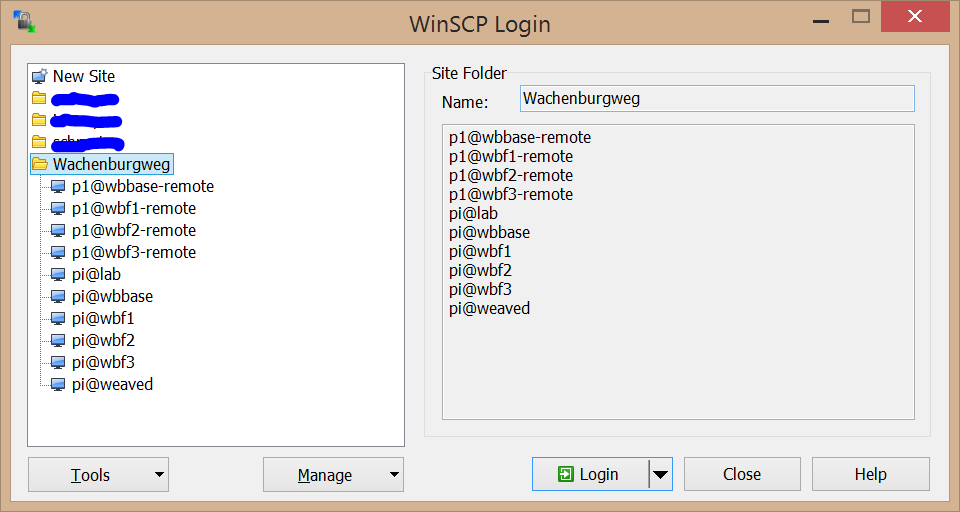 WinSCP Login
New Site
Wachenburgweg
p1@wbbase-remote
p1@wbf1-remote
p1@wbf2-remote
p1@wbf3-remote
pi@lab
pi@wbbase
pi@wbf1
pi@wbf2
pi@wbf3
pi@weaved
Tools
Manage
Site Folder
Name: Wachenburgweg
p1@wbbase-remote
p1@wbf1-remote
p1@wbf2-remote
p1@wbf3-remote
pi@lab
pi@wbbase
pi@wbf1
pi@wbf2
pi@wbf3
pi@weaved
Login
Close
Help